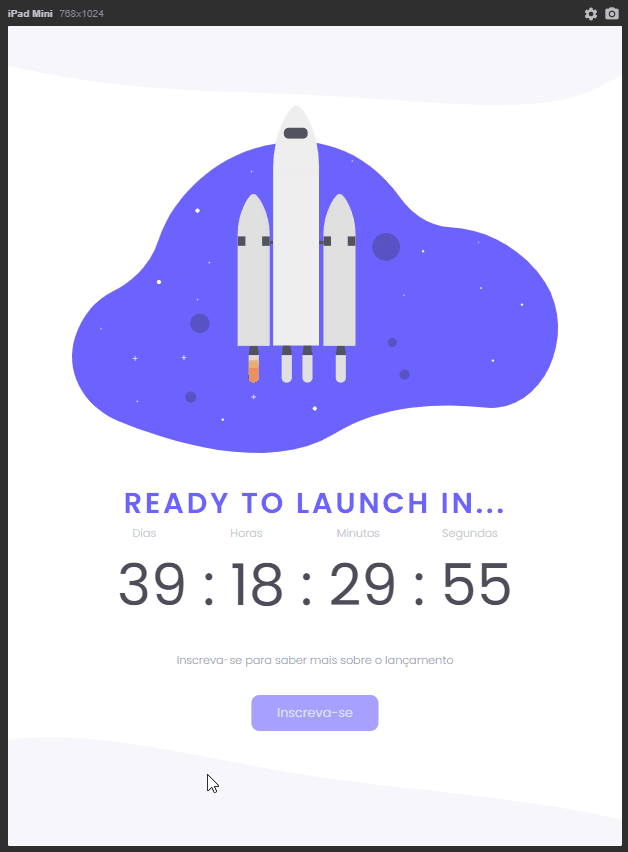 iPad Mini 768x1024
READY TO LAUNCH IN...
Dias Horas Minutos Segundos
39 : 18 : 29 : 55
Inscreva-se para saber mais sobre o lançamento
Inscreva-se